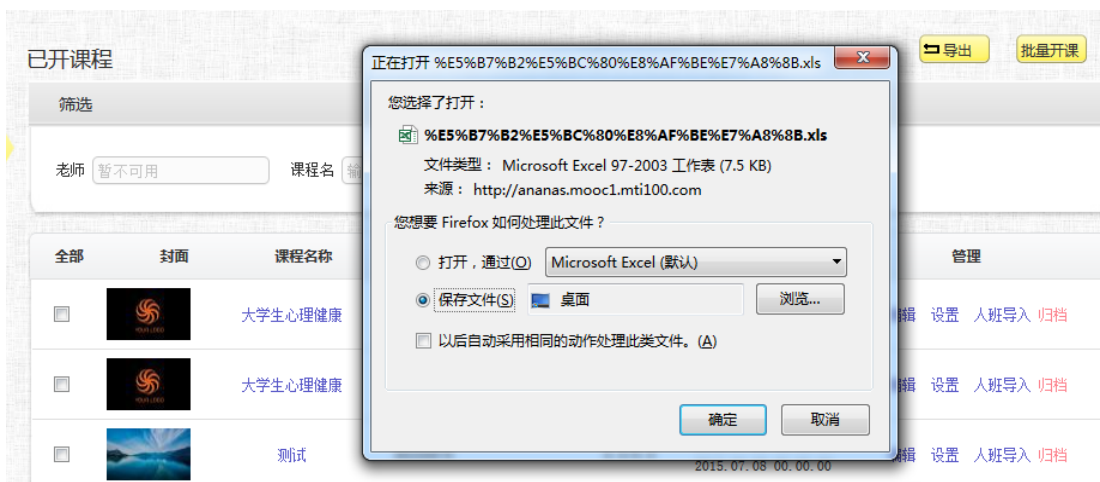 已开课程
导出
批量开课
筛选
老师 暂不可用
课程名 输
全部 封面 课程名称 管理
YOUR LOGO
大学生心理健康
辑 设置 人班导入 归档
YOUR LOGO
大学生心理健康
辑 设置 人班导入 归档
测试
辑 设置 人班导入 归档
2015.07.08 00.00.00
正在打开 %E5%B7%B2%E5%BC%80%E8%AF%BE%E7%A8%8B.xls
您选择了打开：
%E5%B7%B2%E5%BC%80%E8%AF%BE%E7%A8%8B.xls
文件类型： Microsoft Excel 97-2003 工作表 (7.5 KB)
来源： http://ananas.mooc1.mti100.com
您想要 Firefox 如何处理此文件？
打开，通过(O) Microsoft Excel (默认)
保存文件(S) 桌面 浏览...
以后自动采用相同的动作处理此类文件。(A)
确定 取消